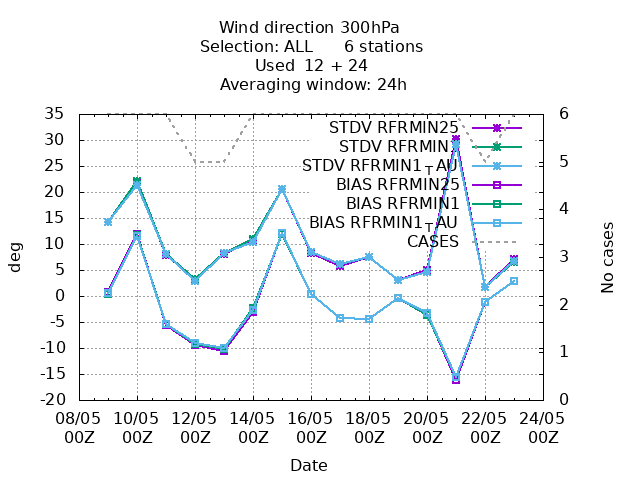 Wind direction 300hPa
Selection: ALL 6 stations
Used 12 + 24
Averaging window: 24h
35
30
25
20
15
10
5
0
-5
-10
-15
-20
deg
6
5
4
3
2
1
0
No cases
STDV RFRMIN25
STDV RFRMIN1
STDV RFRMIN1_TAU
BIAS RFRMIN25
BIAS RFRMIN1
BIAS RFRMIN1_TAU
CASES
08/05 10/05 12/05 14/05 16/05 18/05 20/05 22/05 24/05
00Z 00Z 00Z 00Z 00Z 00Z 00Z 00Z 00Z
Date